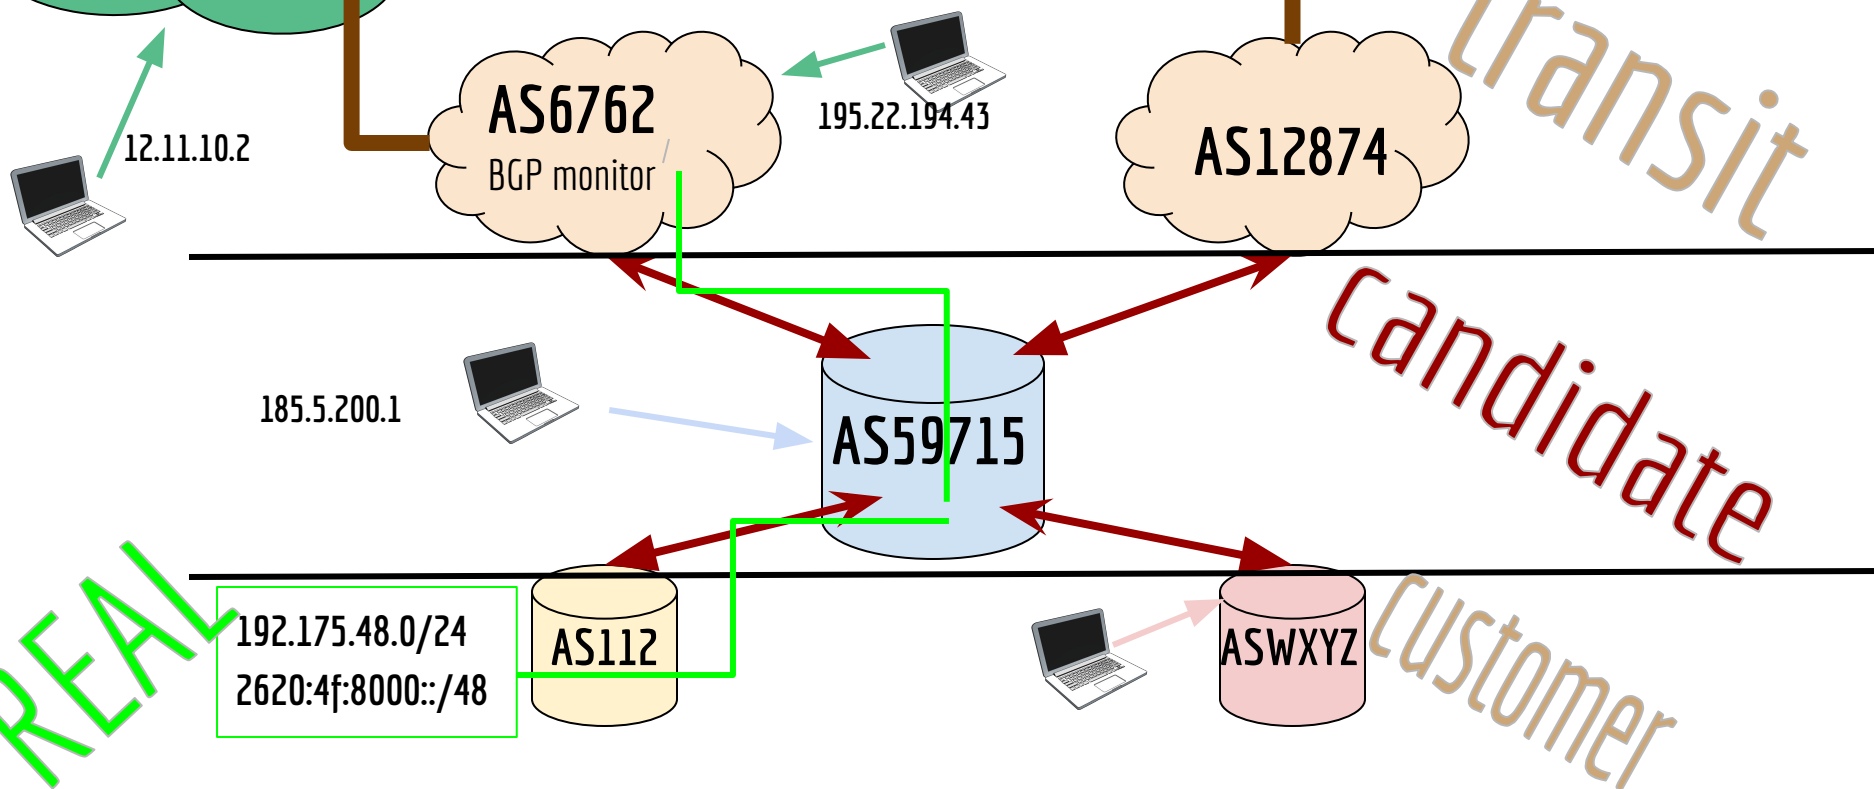 transit
AS6762
BGP monitor
195.22.194.43
AS12874
12.11.10.2
candidate
185.5.200.1
AS59715
REAL
192.175.48.0/24
2620:4f:8000::/48
AS112
ASWXYZ
customer